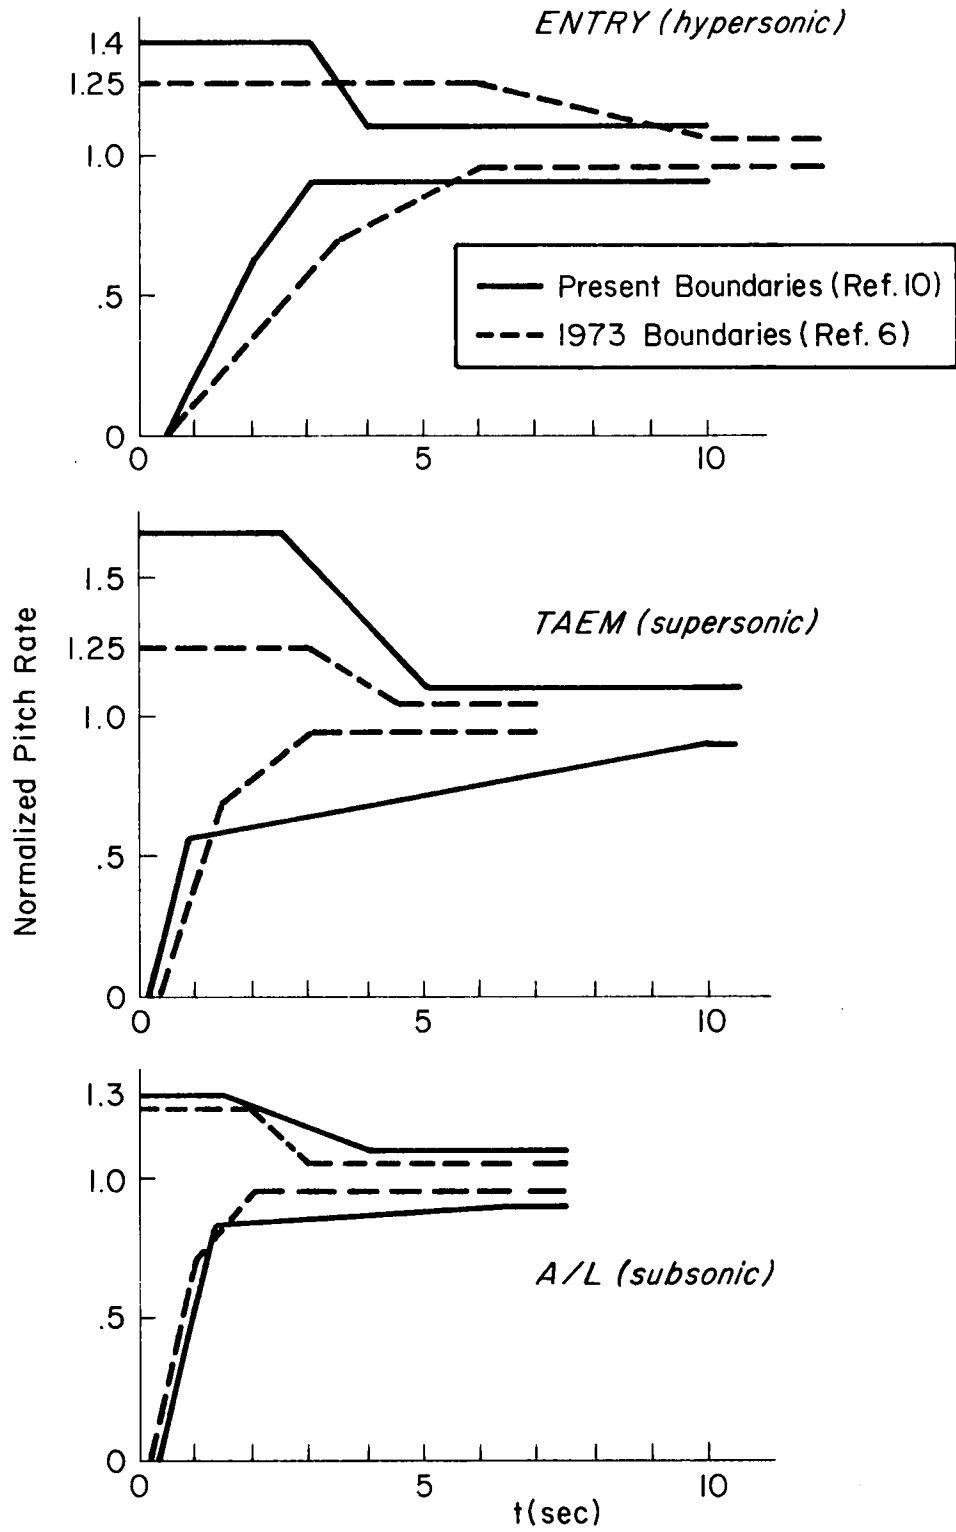 ENTRY (hypersonic)
1.4
1.25
1.0
.5
0
0 5 10
Present Boundaries (Ref. 10)
1973 Boundaries (Ref. 6)
Normalized Pitch Rate
TAEM (supersonic)
1.5
1.25
1.0
.5
0
0 5 10
1.3
1.0
.5
0
A/L (subsonic)
0 5 10
t(sec)